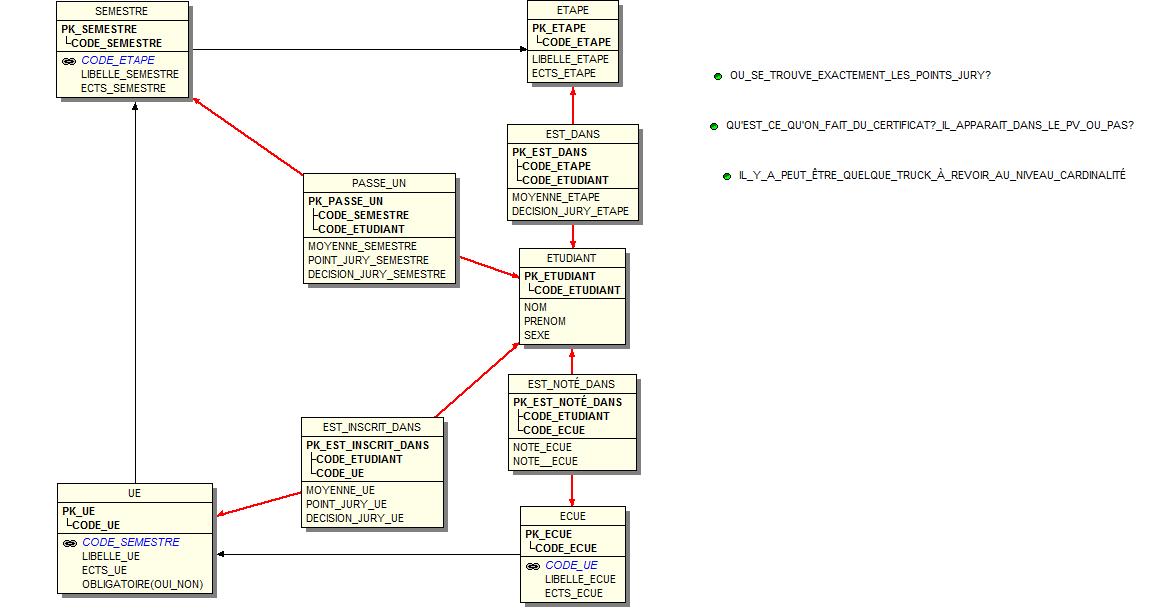 SEMESTRE
PK_SEMESTRE
CODE_SEMESTRE
CODE_ETAPE
LIBELLE_SEMESTRE
ECTS_SEMESTRE
ETAPE
PK_ETAPE
CODE_ETAPE
LIBELLE_ETAPE
ECTS_ETAPE
OU_SE_TROUVE_EXACTEMENT_LES_POINTS_JURY?
QU'EST_CE_QU'ON_FAIT_DU_CERTIFICAT?_IL_APPARAIT_DANS_LE_PV_OU_PAS?
IL_Y_A_PEUT_ÊTRE_QUELQUE_TRUCK_À_REVOIR_AU_NIVEAU_CARDINALITÉ
EST_DANS
PK_EST_DANS
CODE_ETAPE
CODE_ETUDIANT
MOYENNE_ETAPE
DECISION_JURY_ETAPE
PASSE_UN
PK_PASSE_UN
CODE_SEMESTRE
CODE_ETUDIANT
MOYENNE_SEMESTRE
POINT_JURY_SEMESTRE
DECISION_JURY_SEMESTRE
ETUDIANT
PK_ETUDIANT
CODE_ETUDIANT
NOM
PRENOM
SEXE
EST_NOTÉ_DANS
PK_EST_NOTÉ_DANS
CODE_ETUDIANT
CODE_ECUE
NOTE_ECUE
NOTE__ECUE
EST_INSCRIT_DANS
PK_EST_INSCRIT_DANS
CODE_ETUDIANT
CODE_UE
MOYENNE_UE
POINT_JURY_UE
DECISION_JURY_UE
UE
PK_UE
CODE_UE
CODE_SEMESTRE
LIBELLE_UE
ECTS_UE
OBLIGATOIRE(OUI_NON)
ECUE
PK_ECUE
CODE_ECUE
CODE_UE
LIBELLE_ECUE
ECTS_ECUE